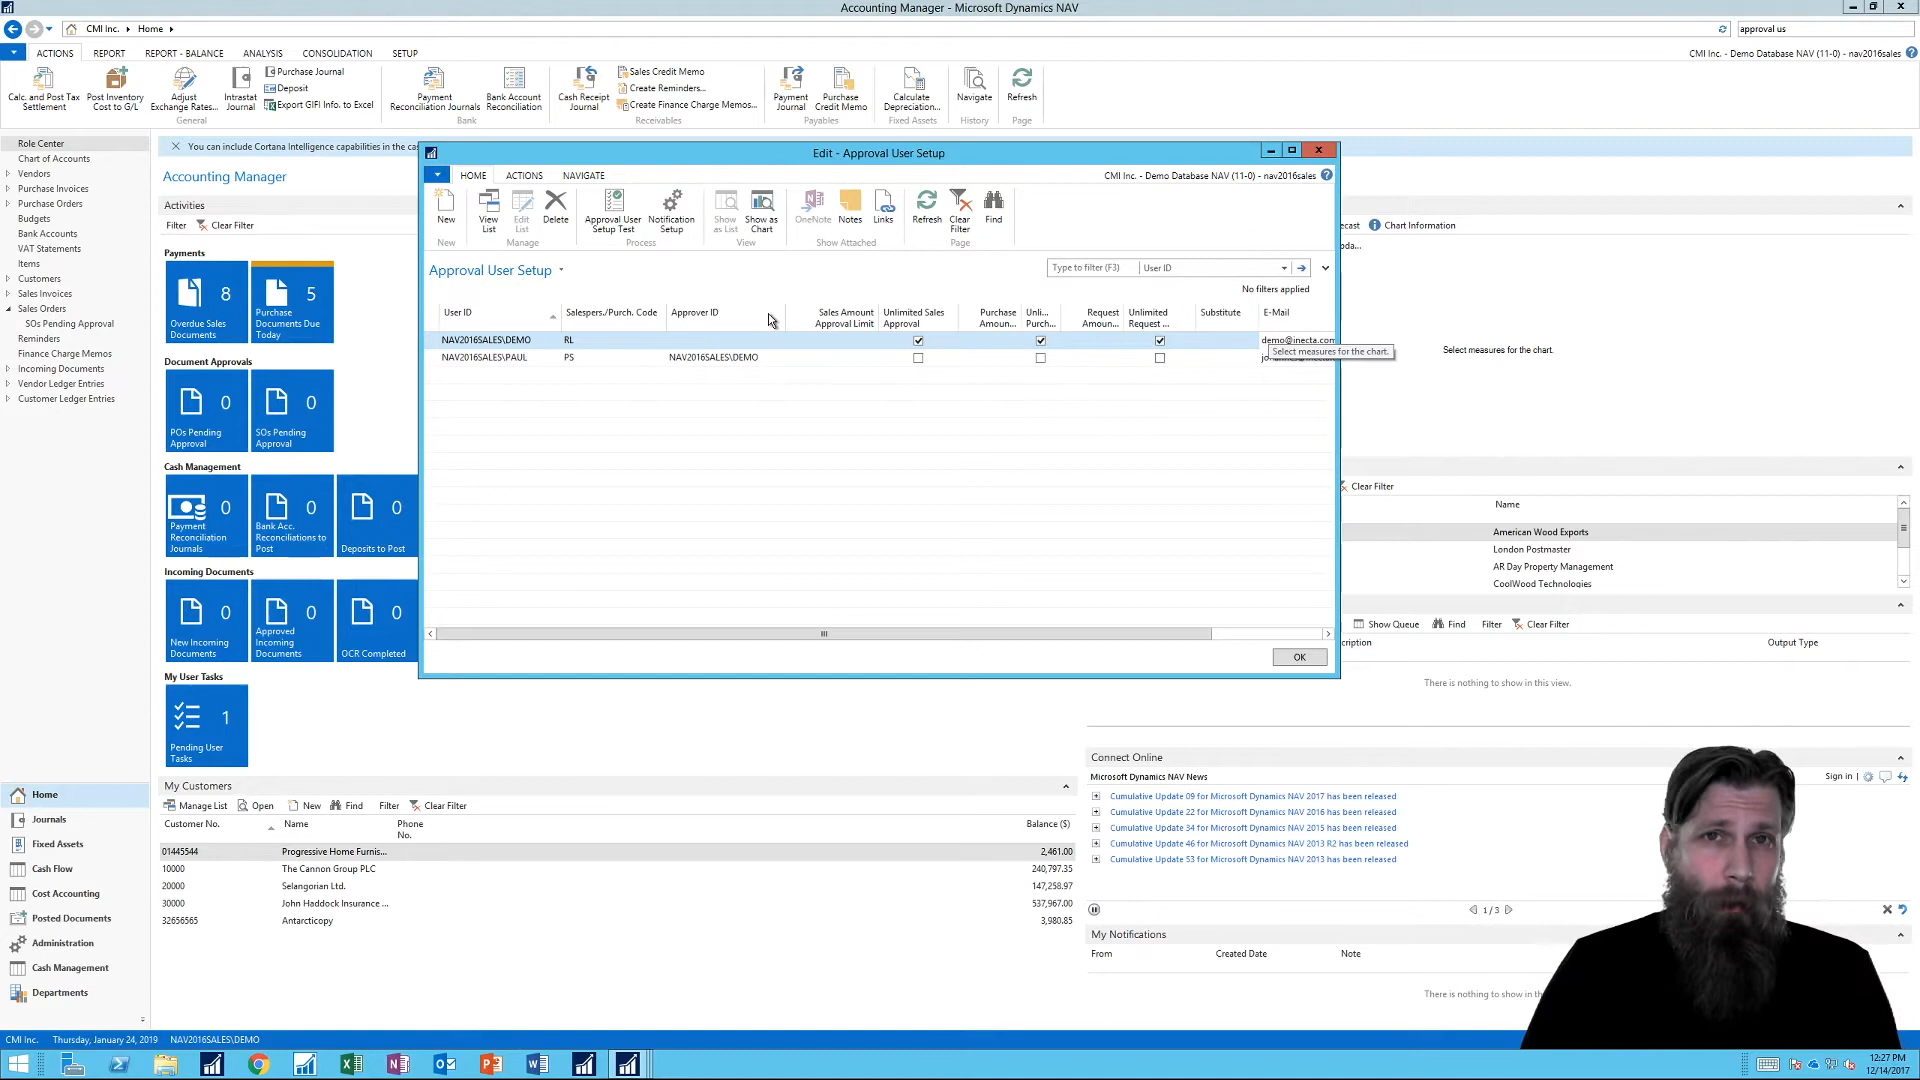 Accounting Manager - Microsoft Dynamics NAV
CMI Inc. Home
approval us
ACTIONS REPORT REPORT - BALANCE ANALYSIS CONSOLIDATION SETUP
CMI Inc. - Demo Database NAV (11-0) - nav2016sales
Calc. and Post Tax Settlement
Post Inventory Cost to G/L
Adjust Exchange Rates...
Intrastat Journal
Purchase Journal
Deposit
Export GIFI Info. to Excel
General
Payment Reconciliation Journals
Bank Account Reconciliation
Bank
Cash Receipt Journal
Sales Credit Memo
Create Reminders...
Create Finance Charge Memos...
Receivables
Payment Journal
Purchase Credit Memo
Payables
Calculate Depreciation...
Fixed Assets
Navigate
History
Refresh
Page
Role Center
Chart of Accounts
Vendors
Purchase Invoices
Purchase Orders
Budgets
Bank Accounts
VAT Statements
Items
Customers
Sales Invoices
Sales Orders
SOs Pending Approval
Reminders
Finance Charge Memos
Incoming Documents
Vendor Ledger Entries
Customer Ledger Entries
Home
Journals
Fixed Assets
Cash Flow
Cost Accounting
Posted Documents
Administration
Cash Management
Departments
You can include Cortana Intelligence capabilities in the cas
Accounting Manager
Activities
Filter Clear Filter
Payments
8 Overdue Sales Documents
5 Purchase Documents Due Today
Document Approvals
0 POs Pending Approval
0 SOs Pending Approval
Cash Management
0 Payment Reconciliation Journals
0 Bank Acc. Reconciliations to Post
0 Deposits to Post
Incoming Documents
0 New Incoming Documents
0 Approved Incoming Documents
0 OCR Completed
My User Tasks
1 Pending User Tasks
Edit - Approval User Setup
HOME ACTIONS NAVIGATE
CMI Inc. - Demo Database NAV (11-0) - nav2016sales
New
New
View List
Edit List
Delete
Manage
Approval User Setup Test
Notification Setup
Process
Show as List
Show as Chart
View
OneNote
Notes
Links
Show Attached
Refresh
Clear Filter
Find
Page
Approval User Setup
Type to filter (F3) User ID
No filters applied
User ID Salespers./Purch. Code Approver ID Sales Amount Approval Limit Unlimited Sales Approval Purchase Amoun... Unli... Purch... Request Amoun... Unlimited Request ... Substitute E-Mail
NAV2016SALES\DEMO RL demo@inecta.com
NAV2016SALES\PAUL PS NAV2016SALES\DEMO
Select measures for the chart.
OK
ecast Chart Information
oda...
Select measures for the chart.
Clear Filter
Name
American Wood Exports
London Postmaster
AR Day Property Management
CoolWood Technologies
Show Queue Find Filter Clear Filter
cription Output Type
There is nothing to show in this view.
My Customers
Manage List Open New Find Filter Clear Filter
Customer No. Name Phone No. Balance ($)
01445544 Progressive Home Furnis... 2,461.00
10000 The Cannon Group PLC 240,797.35
20000 Selangorian Ltd. 147,258.97
30000 John Haddock Insurance ... 537,967.00
32656565 Antarcticopy 3,980.85
Connect Online
Microsoft Dynamics NAV News Sign in
Cumulative Update 09 for Microsoft Dynamics NAV 2017 has been released
Cumulative Update 22 for Microsoft Dynamics NAV 2016 has been released
Cumulative Update 34 for Microsoft Dynamics NAV 2015 has been released
Cumulative Update 46 for Microsoft Dynamics NAV 2013 R2 has been released
Cumulative Update 53 for Microsoft Dynamics NAV 2013 has been released
1 / 3
My Notifications
From Created Date Note
There is nothing to show in th
CMI Inc. Thursday, January 24, 2019 NAV2016SALES\DEMO
12:27 PM
12/14/2017